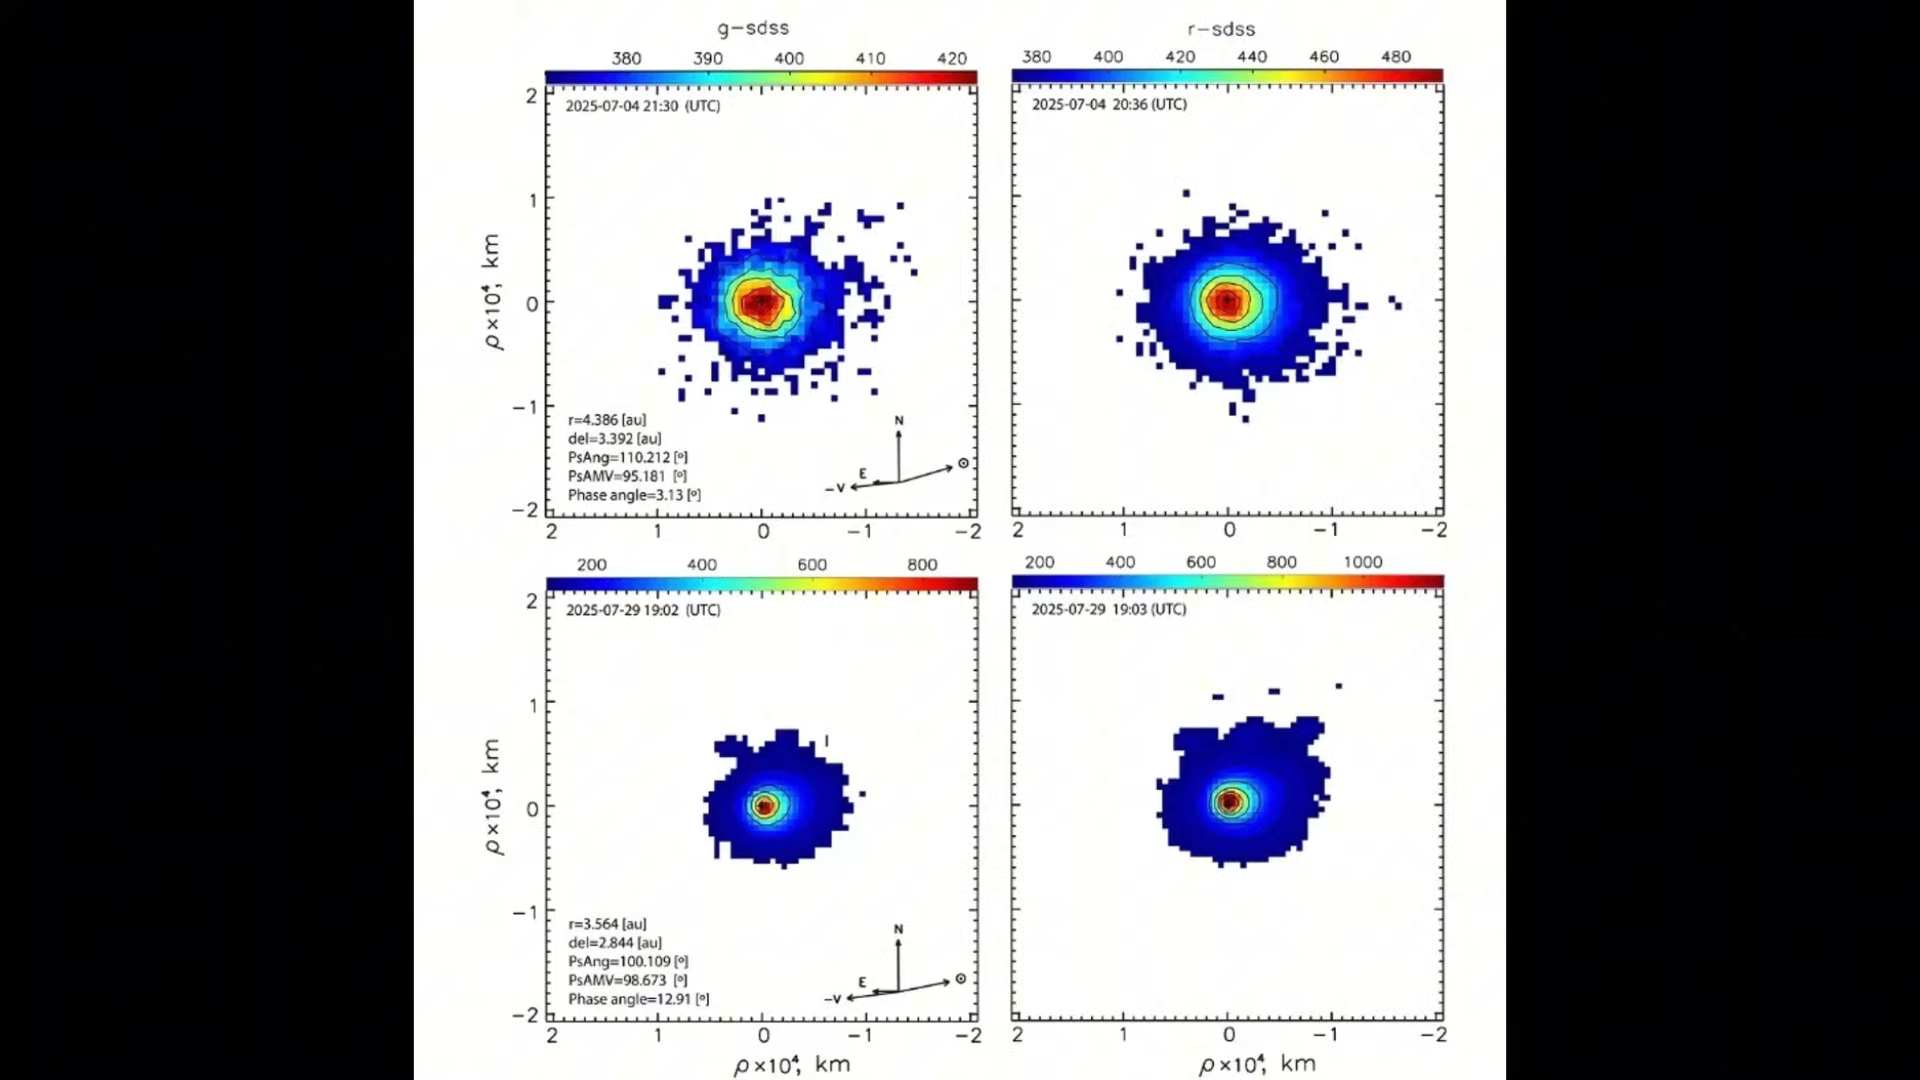 g-sdss
380 390 400 410 420
2
2025-07-04 21:30 (UTC)
1
ρ×10⁴, km
0
−1
r=4.386 [au]
del=3.392 [au]
PsAng=110.212 [º]
PsAMV=95.181 [º]
Phase angle=3.13 [º]
N
E
−V
⊙
−2
2 1 0 −1 −2
r-sdss
380 400 420 440 460 480
2025-07-04 20:36 (UTC)
2 1 0 −1 −2
200 400 600 800
2
2025-07-29 19:02 (UTC)
1
ρ×10⁴, km
0
−1
r=3.564 [au]
del=2.844 [au]
PsAng=100.109 [º]
PsAMV=98.673 [º]
Phase angle=12.91 [º]
N
E
−V
⊙
−2
2 1 0 −1 −2
ρ×10⁴, km
200 400 600 800 1000
2025-07-29 19:03 (UTC)
2 1 0 −1 −2
ρ×10⁴, km